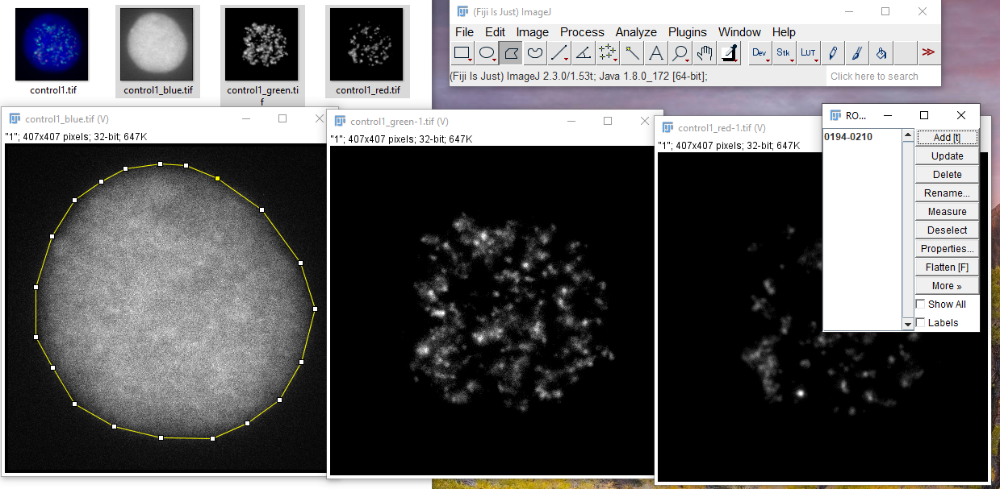 control1.tif
control1_blue.tif
control1_green.ti
f
control1_red.tif
(Fiji Is Just) ImageJ
File Edit Image Process Analyze Plugins Window Help
Dev Stk LUT
(Fiji Is Just) ImageJ 2.3.0/1.53t; Java 1.8.0_172 [64-bit];
Click here to search
control1_blue.tif (V)
"1"; 407x407 pixels; 32-bit; 647K
control1_green-1.tif (V)
"1"; 407x407 pixels; 32-bit; 647K
control1_red-1.tif (V)
"1"; 407x407 pixels; 32-bit; 647K
RO...
0194-0210
Add [t]
Update
Delete
Rename...
Measure
Deselect
Properties...
Flatten [F]
More »
Show All
Labels